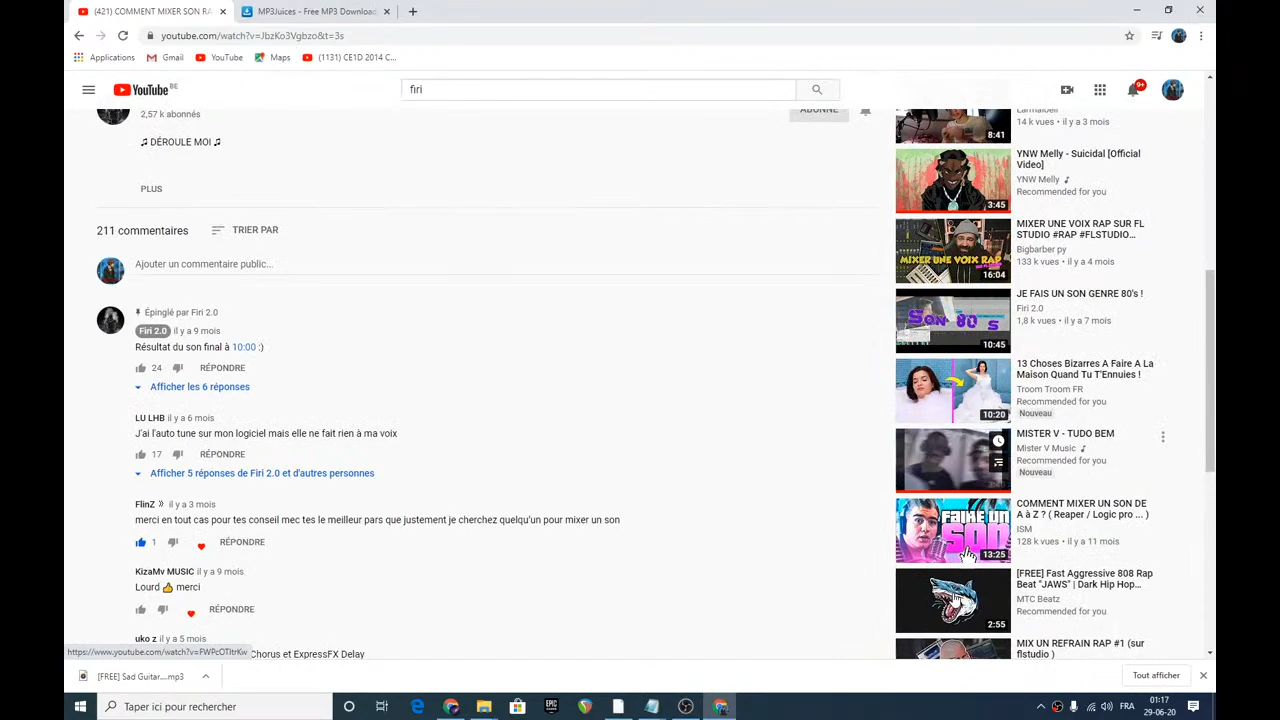 (421) COMMENT MIXER SON RA
MP3Juices - Free MP3 Download
youtube.com/watch?v=JbzKo3Vgbzo&t=3s
Applications
Gmail
YouTube
Maps
(1131) CE1D 2014 C...
YouTube BE
firi
9+
2,57 k abonnés
ABONNÉ
♫ DÉROULE MOI ♫
PLUS
211 commentaires
TRIER PAR
Ajouter un commentaire public...
Épinglé par Firi 2.0
Firi 2.0 il y a 9 mois
Résultat du son final à 10:00 :)
24 RÉPONDRE
Afficher les 6 réponses
LU LHB il y a 6 mois
J'ai l'auto tune sur mon logiciel mais elle ne fait rien à ma voix
17 RÉPONDRE
Afficher 5 réponses de Firi 2.0 et d'autres personnes
FlinZ il y a 3 mois
merci en tout cas pour tes conseil mec tes le meilleur pars que justement je cherchez quelqu'un pour mixer un son
1 RÉPONDRE
KizaMv MUSIC il y a 9 mois
Lourd 👍 merci
RÉPONDRE
uko z il y a 5 mois
Chorus et ExpressFX Delay
https://www.youtube.com/watch?v=FWPcOTItrKw
8:41
14 k vues • il y a 3 mois
3:45
YNW Melly - Suicidal [Official
Video]
YNW Melly
Recommended for you
MIXER UNE VOIX RAP
16:04
MIXER UNE VOIX RAP SUR FL
STUDIO #RAP #FLSTUDIO...
Bigbarber py
133 k vues • il y a 4 mois
SON 80 S
10:45
JE FAIS UN SON GENRE 80's !
Firi 2.0
1,8 k vues • il y a 7 mois
10:20
13 Choses Bizarres A Faire A La
Maison Quand Tu T'Ennuies !
Troom Troom FR
Recommended for you
Nouveau
MISTER V - TUDO BEM
Mister V Music
Recommended for you
Nouveau
FAIRE UN
SON
13:25
COMMENT MIXER UN SON DE
A à Z ? ( Reaper / Logic pro ... )
ISM
128 k vues • il y a 11 mois
2:55
[FREE] Fast Aggressive 808 Rap
Beat "JAWS" | Dark Hip Hop...
MTC Beatz
Recommended for you
MIX UN REFRAIN RAP #1 (sur
flstudio )
[FREE] Sad Guitar....mp3
Tout afficher
Taper ici pour rechercher
EPIC
FRA
01:17
29-06-20